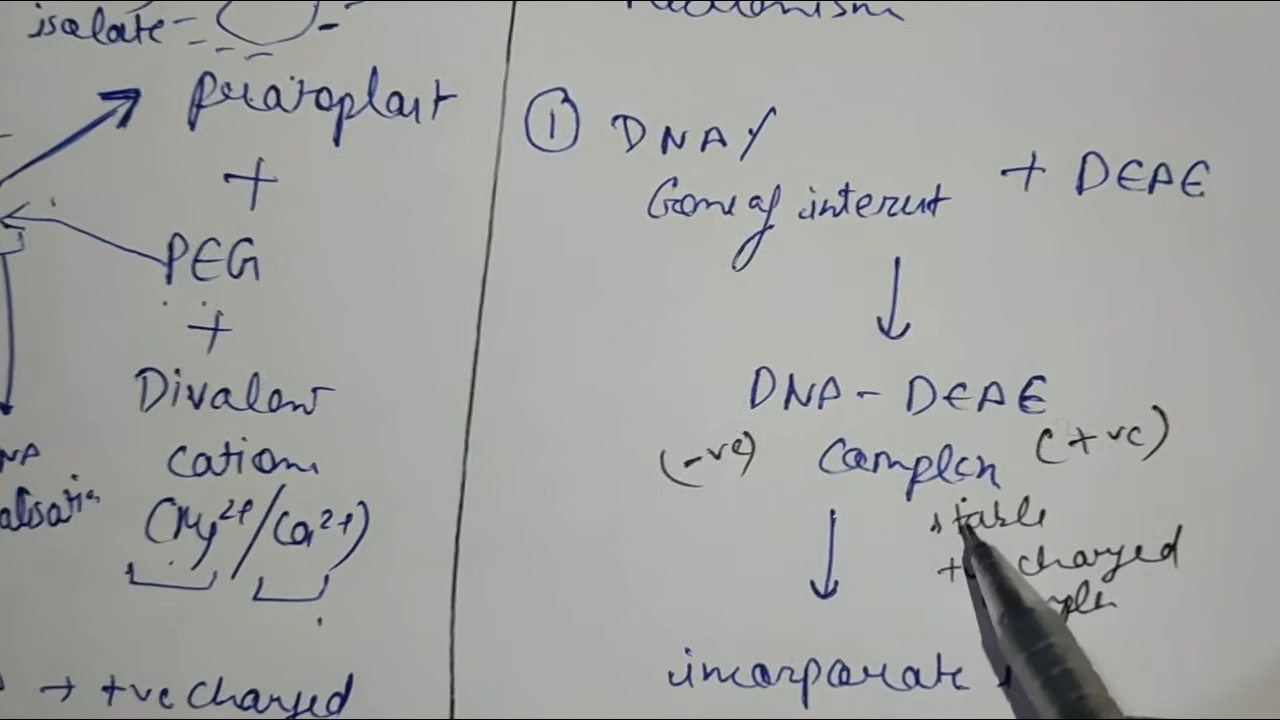 isolate
protoplast
+
PEG
+
Divalent
cation
(Mg2+/Ca2+)
→ +ve charged
① DNA/
Gene of interest + DEAE
↓
DNA - DEAE
(-ve) Complex (+ve)
stable
charged
↓
incorporate